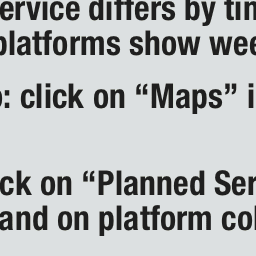 ervice differs by tim
platforms show wee
: click on “Maps” i
ck on “Planned Ser
and on platform col